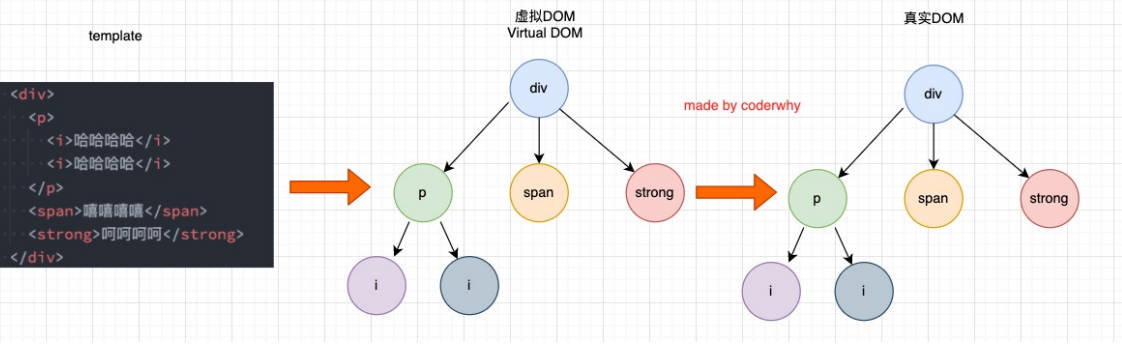 template
<div>
<p>
<i>哈哈哈哈</i>
<i>哈哈哈哈</i>
</p>
<span>嘻嘻嘻嘻</span>
<strong>呵呵呵呵</strong>
</div>
虚拟DOM
Virtual DOM
div
p
span
strong
i
i
made by coderwhy
真实DOM
div
p
span
strong
i
i